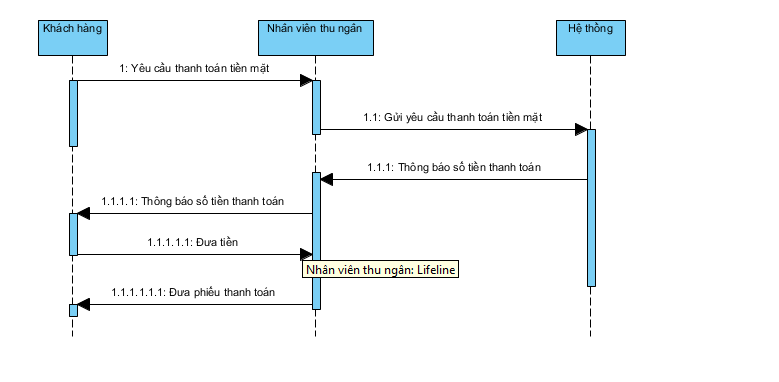 Khách hàng
Nhân viên thu ngân
Hệ thống
1: Yêu cầu thanh toán tiền mặt
1.1: Gửi yêu cầu thanh toán tiền mặt
1.1.1: Thông báo số tiền thanh toán
1.1.1.1: Thông báo số tiền thanh toán
1.1.1.1.1: Đưa tiền
Nhân viên thu ngân: Lifeline
1.1.1.1.1.1: Đưa phiếu thanh toán